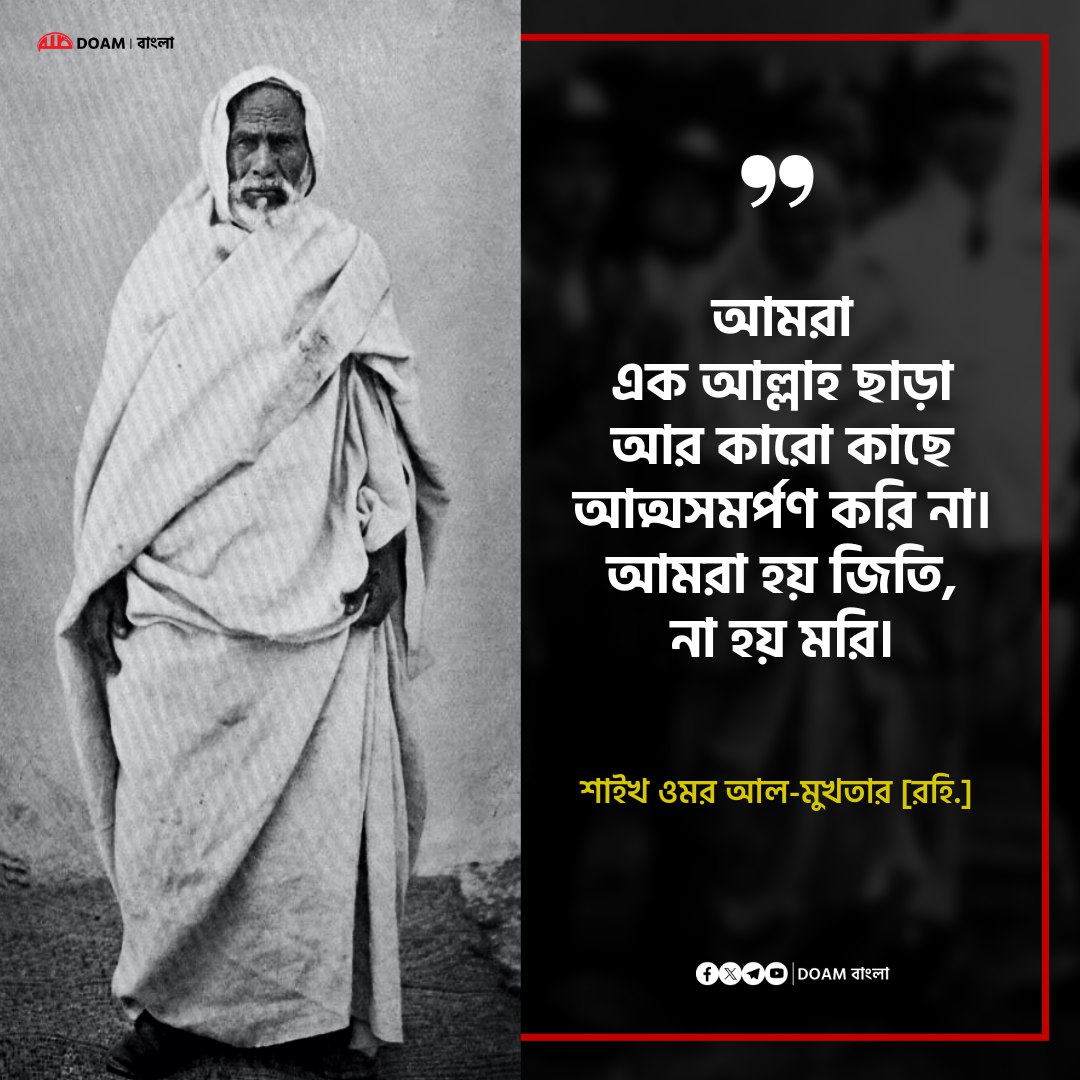 DOAM | বাংলা
আমরা
এক আল্লাহ ছাড়া
আর কারো কাছে
আত্মসমর্পণ করি না।
আমরা হয় জিতি,
না হয় মরি।
শাইখ ওমর আল-মুখতার [রহি.]
DOAM বাংলা